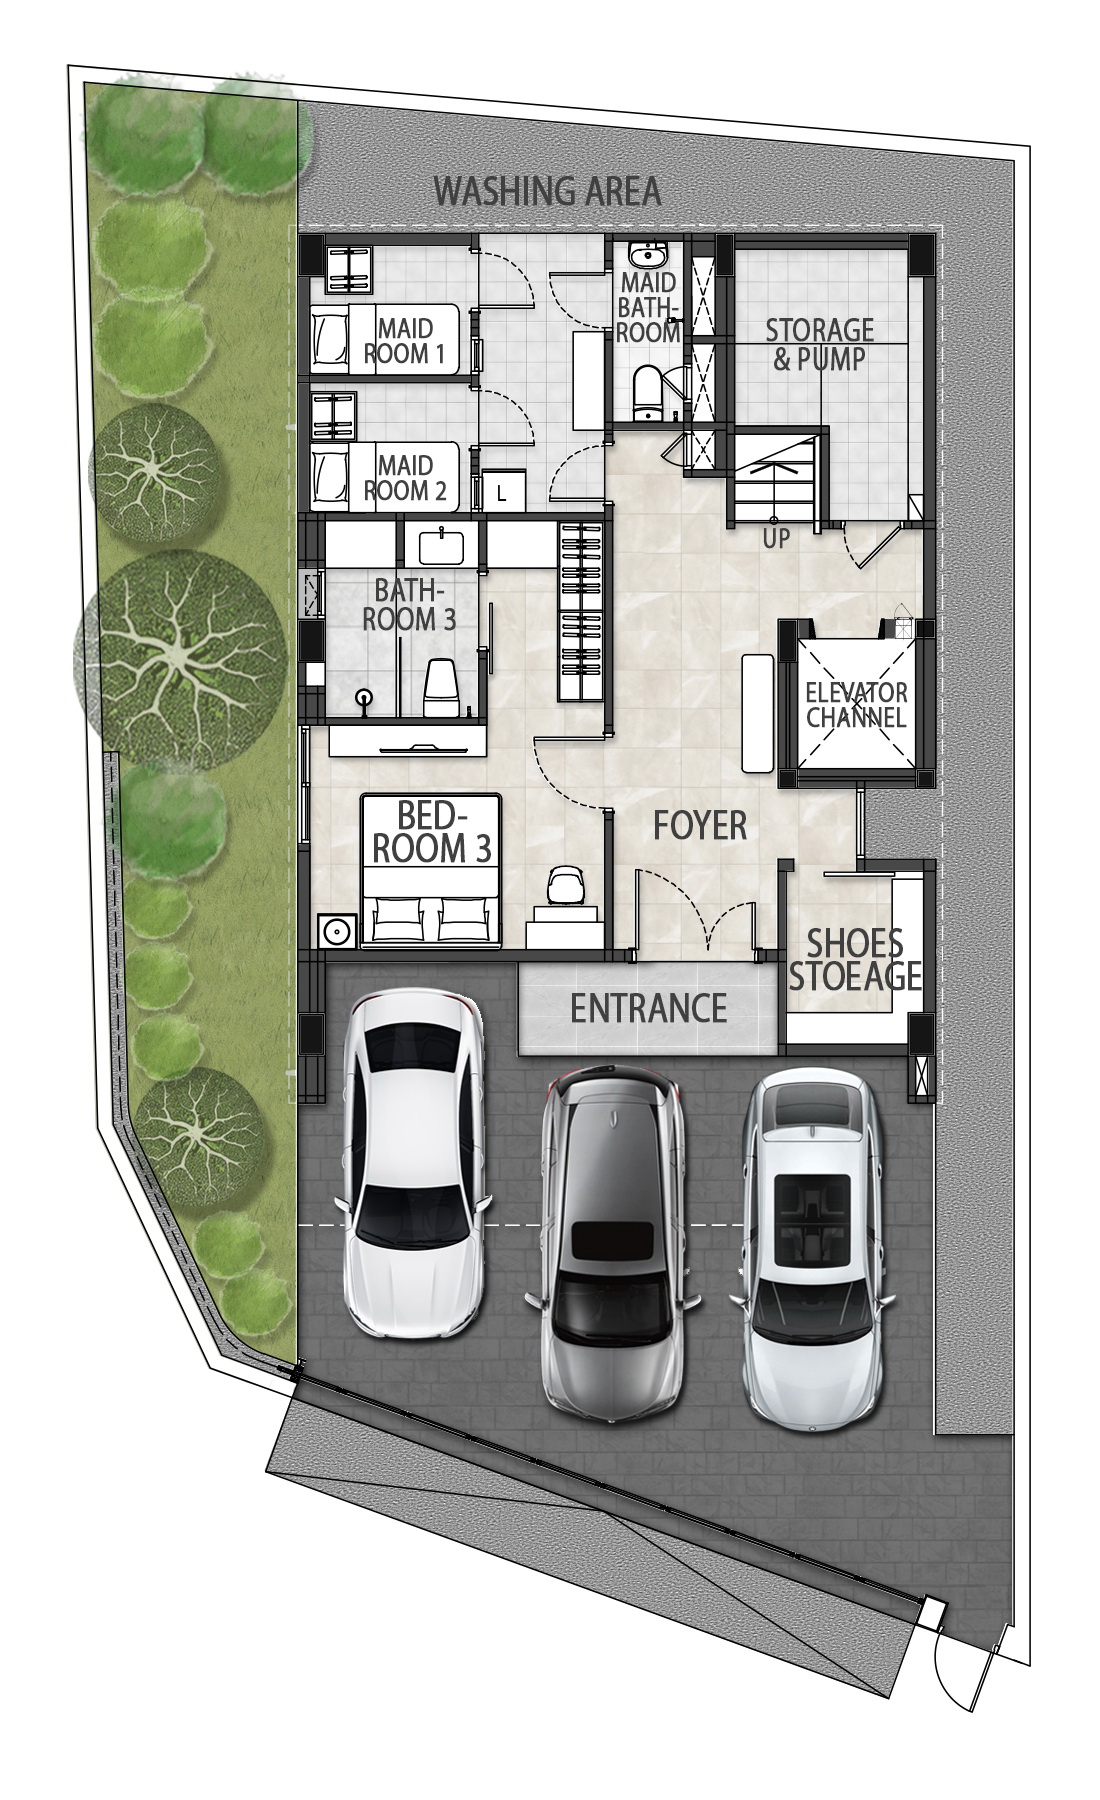 WASHING AREA
MAID
ROOM 1
MAID
BATH-
ROOM
STORAGE
& PUMP
MAID
ROOM 2
L
UP
BATH-
ROOM 3
ELEVATOR
CHANNEL
BED-
ROOM 3
FOYER
SHOES
STOEAGE
ENTRANCE